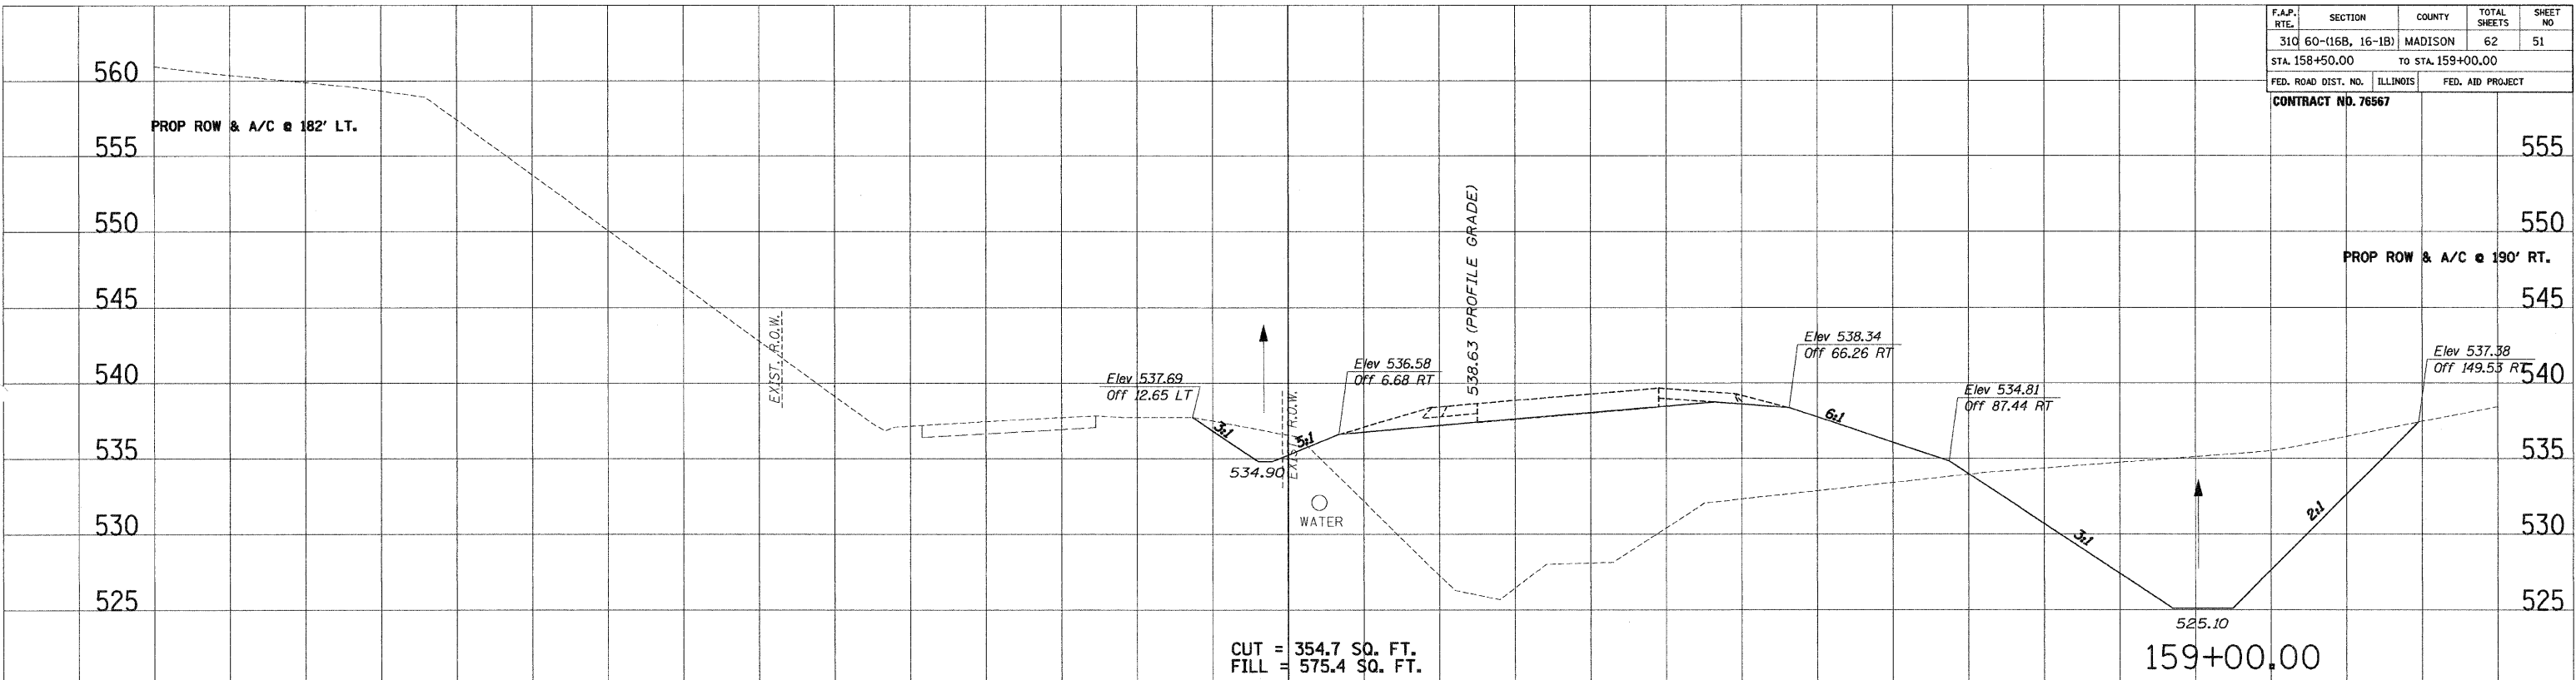 F.A.P. RTE. SECTION COUNTY TOTAL SHEETS SHEET NO
310 60-(16B, 16-1B) MADISON 62 51
STA. 158+50.00 TO STA. 159+00.00
FED. ROAD DIST. NO. ILLINOIS FED. AID PROJECT
CONTRACT NO. 76567
560
PROP ROW & A/C @ 182' LT.
555 555
550 550
PROP ROW & A/C @ 190' RT.
545 545
540 540
535 535
530 530
525 525
EXIST. R.O.W.
Elev 537.69
Off 12.65 LT
3:1
534.90
EXIST. R.O.W.
5:1
WATER
Elev 536.58
Off 6.68 RT
538.63 (PROFILE GRADE)
Elev 538.34
Off 66.26 RT
6:1
Elev 534.81
Off 87.44 RT
3:1
525.10
2:1
Elev 537.38
Off 149.53 RT
CUT = 354.7 SQ. FT.
FILL = 575.4 SQ. FT.
159+00.00